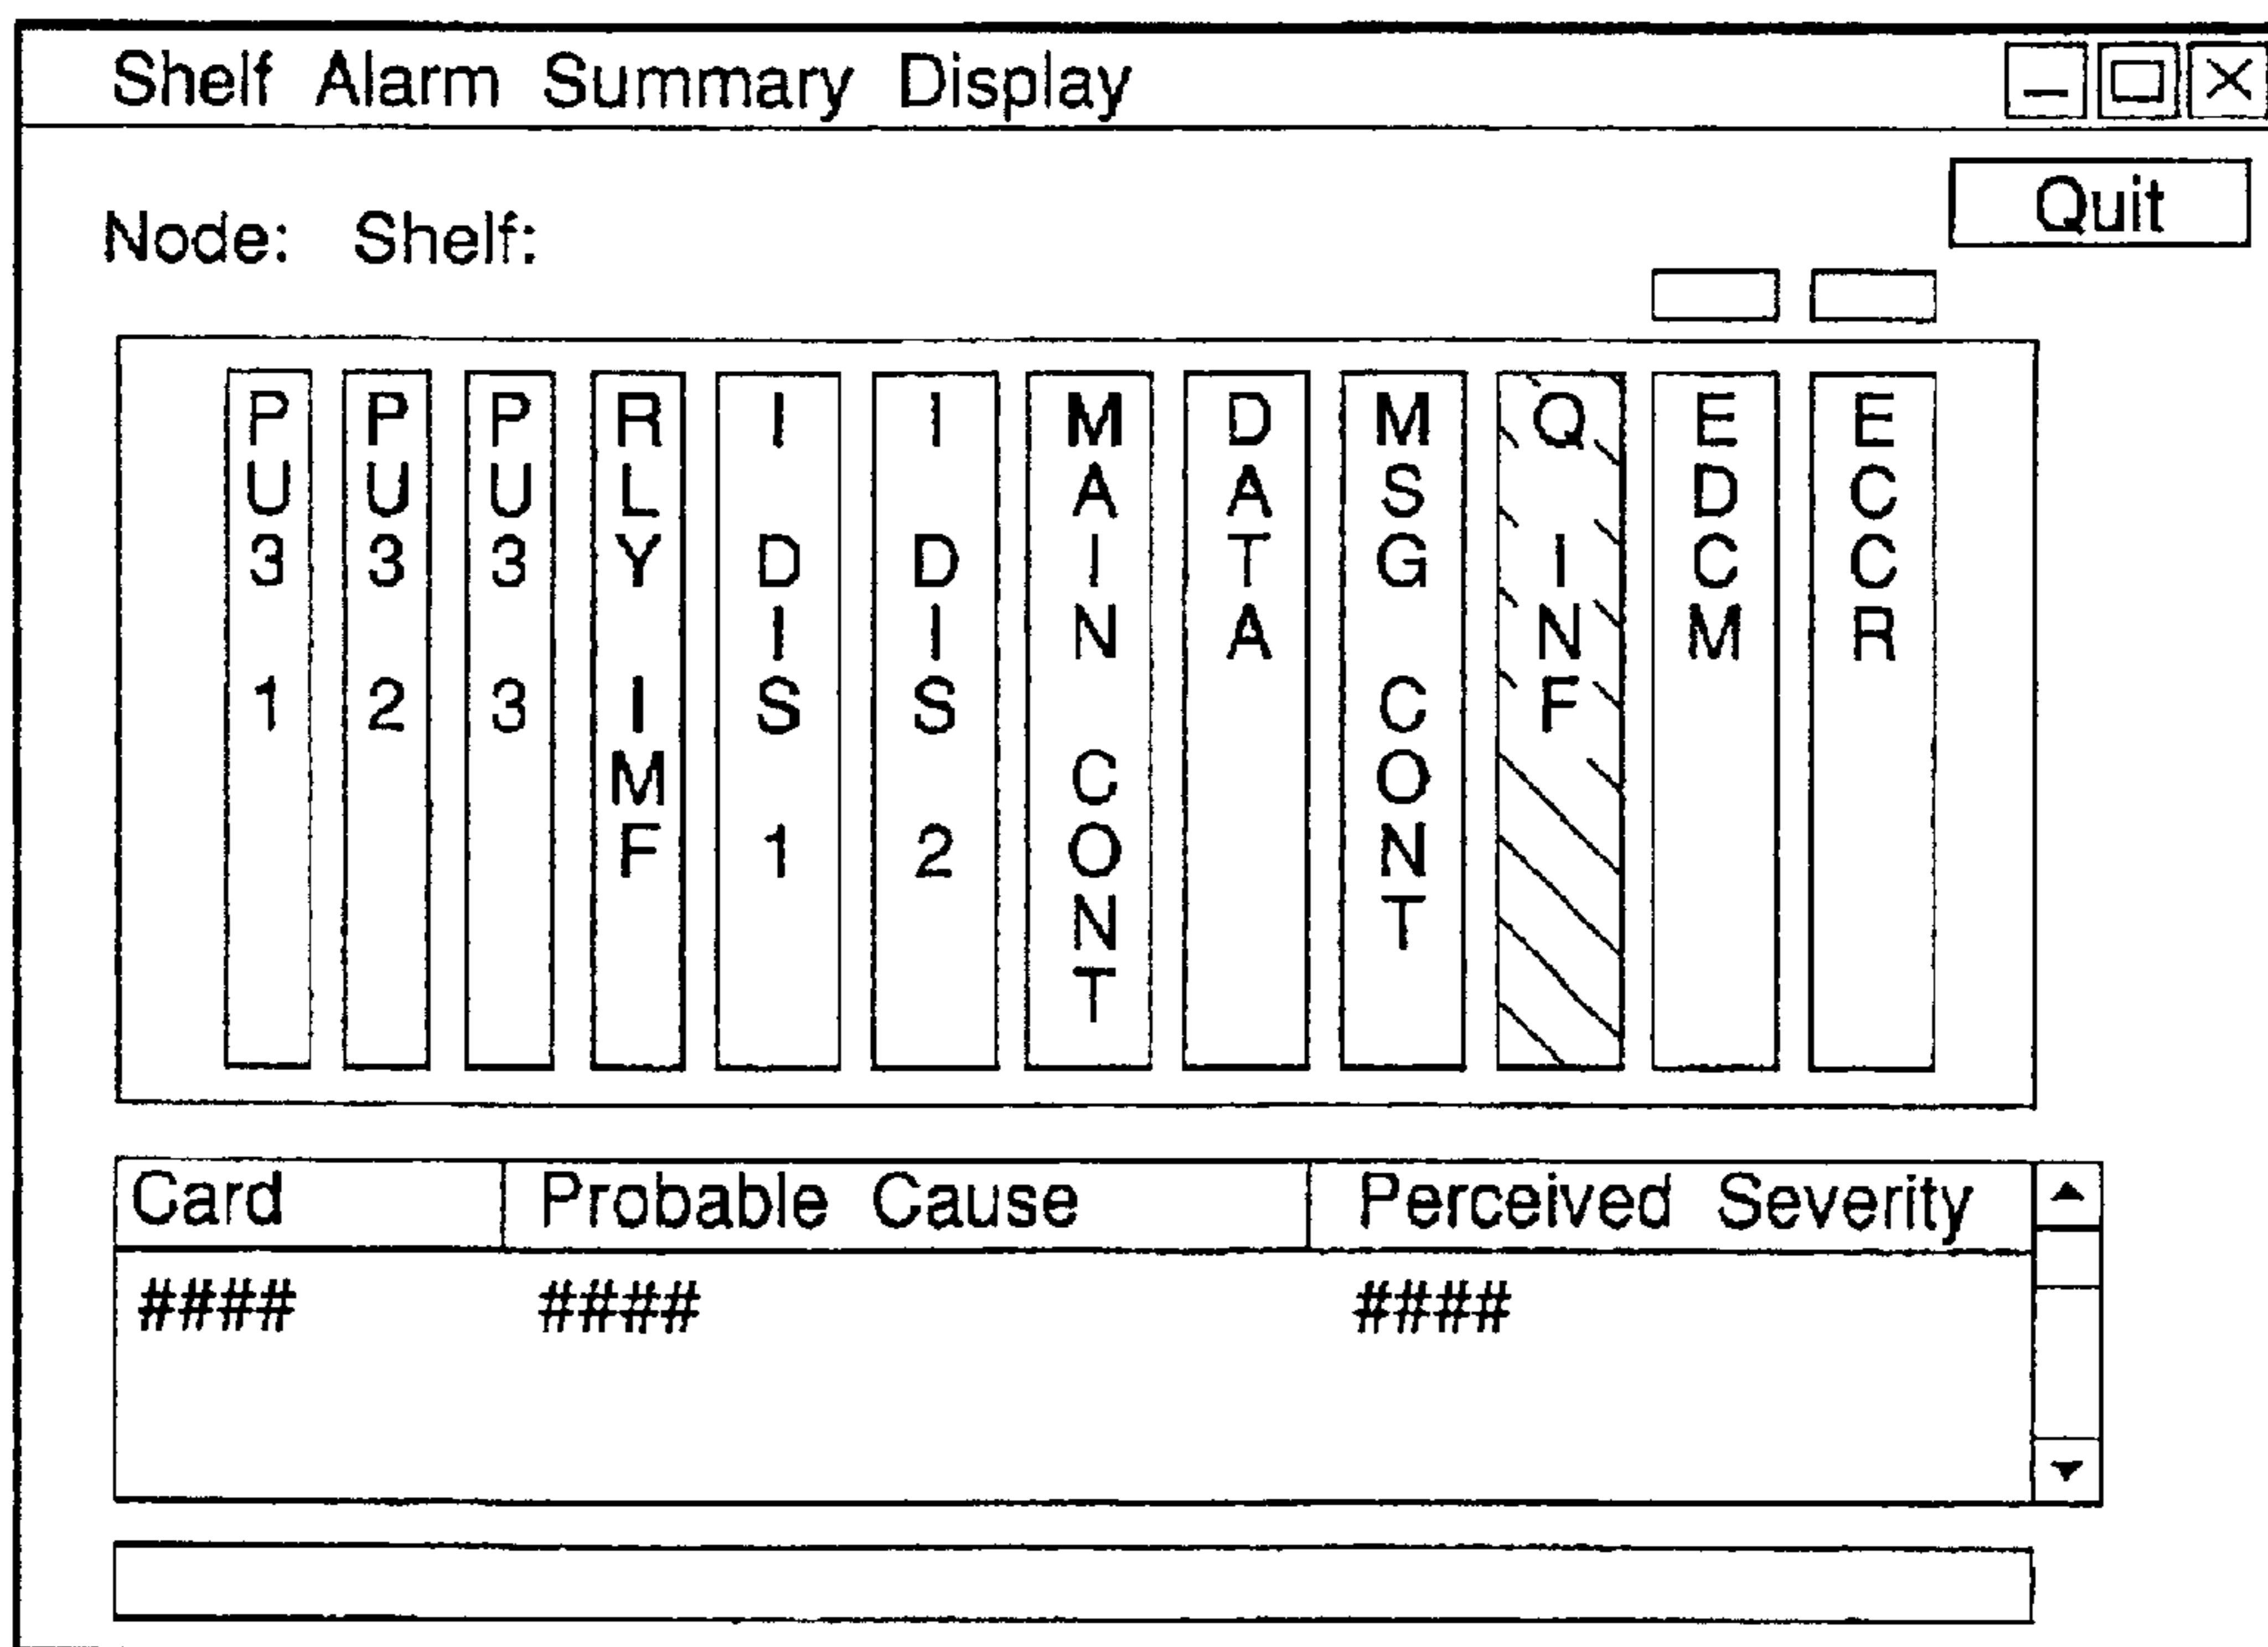 Shelf Alarm Summary Display
Quit
Node: Shelf:
PU3 1
PU3 2
PU3 3
RLY IMF
I DIS 1
I DIS 2
MAIN CONT
DATA
MSG CONT
Q INF
EDCM
ECCR
Card Probable Cause Perceived Severity
#### #### ####